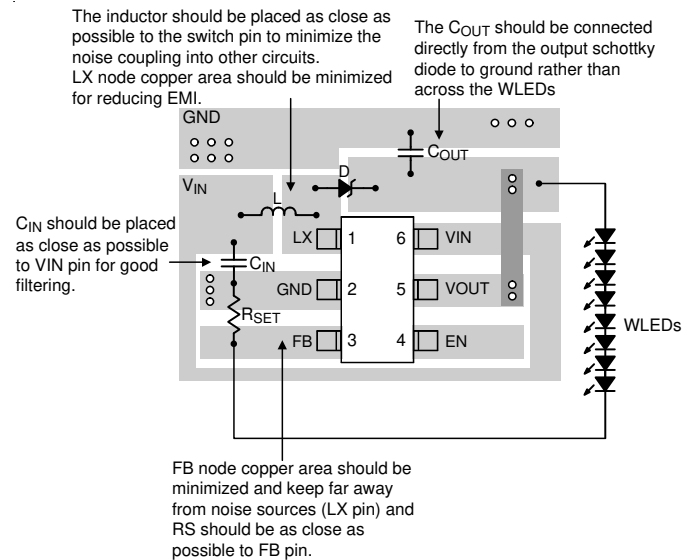 The inductor should be placed as close as
possible to the switch pin to minimize the
noise coupling into other circuits.
LX node copper area should be minimized
for reducing EMI.
The COUT should be connected
directly from the output schottky
diode to ground rather than
across the WLEDs
GND
COUT
D
VIN
L
CIN should be placed
as close as possible
to VIN pin for good
filtering.
LX 1 6 VIN
CIN
GND 2 5 VOUT
RSET
WLEDs
FB 3 4 EN
FB node copper area should be
minimized and keep far away
from noise sources (LX pin) and
RS should be as close as
possible to FB pin.